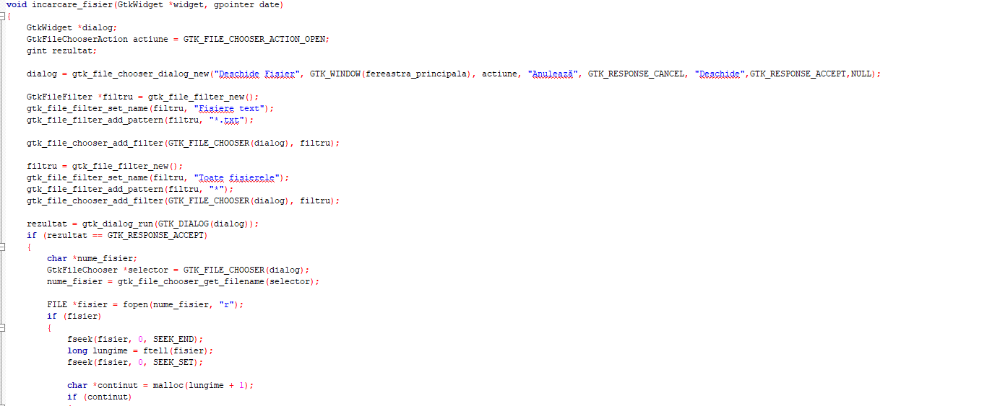 void incarcare_fisier(GtkWidget *widget, gpointer date)
{
GtkWidget *dialog;
GtkFileChooserAction actiune = GTK_FILE_CHOOSER_ACTION_OPEN;
gint rezultat;
dialog = gtk_file_chooser_dialog_new("Deschide Fisier", GTK_WINDOW(fereastra_principala), actiune, "Anulează", GTK_RESPONSE_CANCEL, "Deschide",GTK_RESPONSE_ACCEPT,NULL);
GtkFileFilter *filtru = gtk_file_filter_new();
gtk_file_filter_set_name(filtru, "Fisiere text");
gtk_file_filter_add_pattern(filtru, "*.txt");
gtk_file_chooser_add_filter(GTK_FILE_CHOOSER(dialog), filtru);
filtru = gtk_file_filter_new();
gtk_file_filter_set_name(filtru, "Toate fisierele");
gtk_file_filter_add_pattern(filtru, "*");
gtk_file_chooser_add_filter(GTK_FILE_CHOOSER(dialog), filtru);
rezultat = gtk_dialog_run(GTK_DIALOG(dialog));
if (rezultat == GTK_RESPONSE_ACCEPT)
{
char *nume_fisier;
GtkFileChooser *selector = GTK_FILE_CHOOSER(dialog);
nume_fisier = gtk_file_chooser_get_filename(selector);
FILE *fisier = fopen(nume_fisier, "r");
if (fisier)
{
fseek(fisier, 0, SEEK_END);
long lungime = ftell(fisier);
fseek(fisier, 0, SEEK_SET);
char *continut = malloc(lungime + 1);
if (continut)